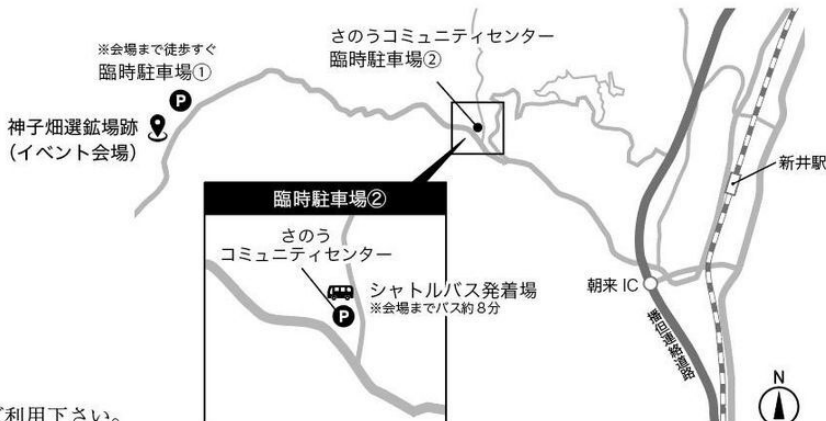 ※会場まで徒歩すぐ
臨時駐車場①
P
神子畑選鉱場跡
(イベント会場)
さのうコミュニティセンター
臨時駐車場②
新井駅
臨時駐車場②
さのう
コミュニティセンター
シャトルバス発着場
※会場までバス約8分
P
朝来 IC
播但連絡道路
N
利用下さい。